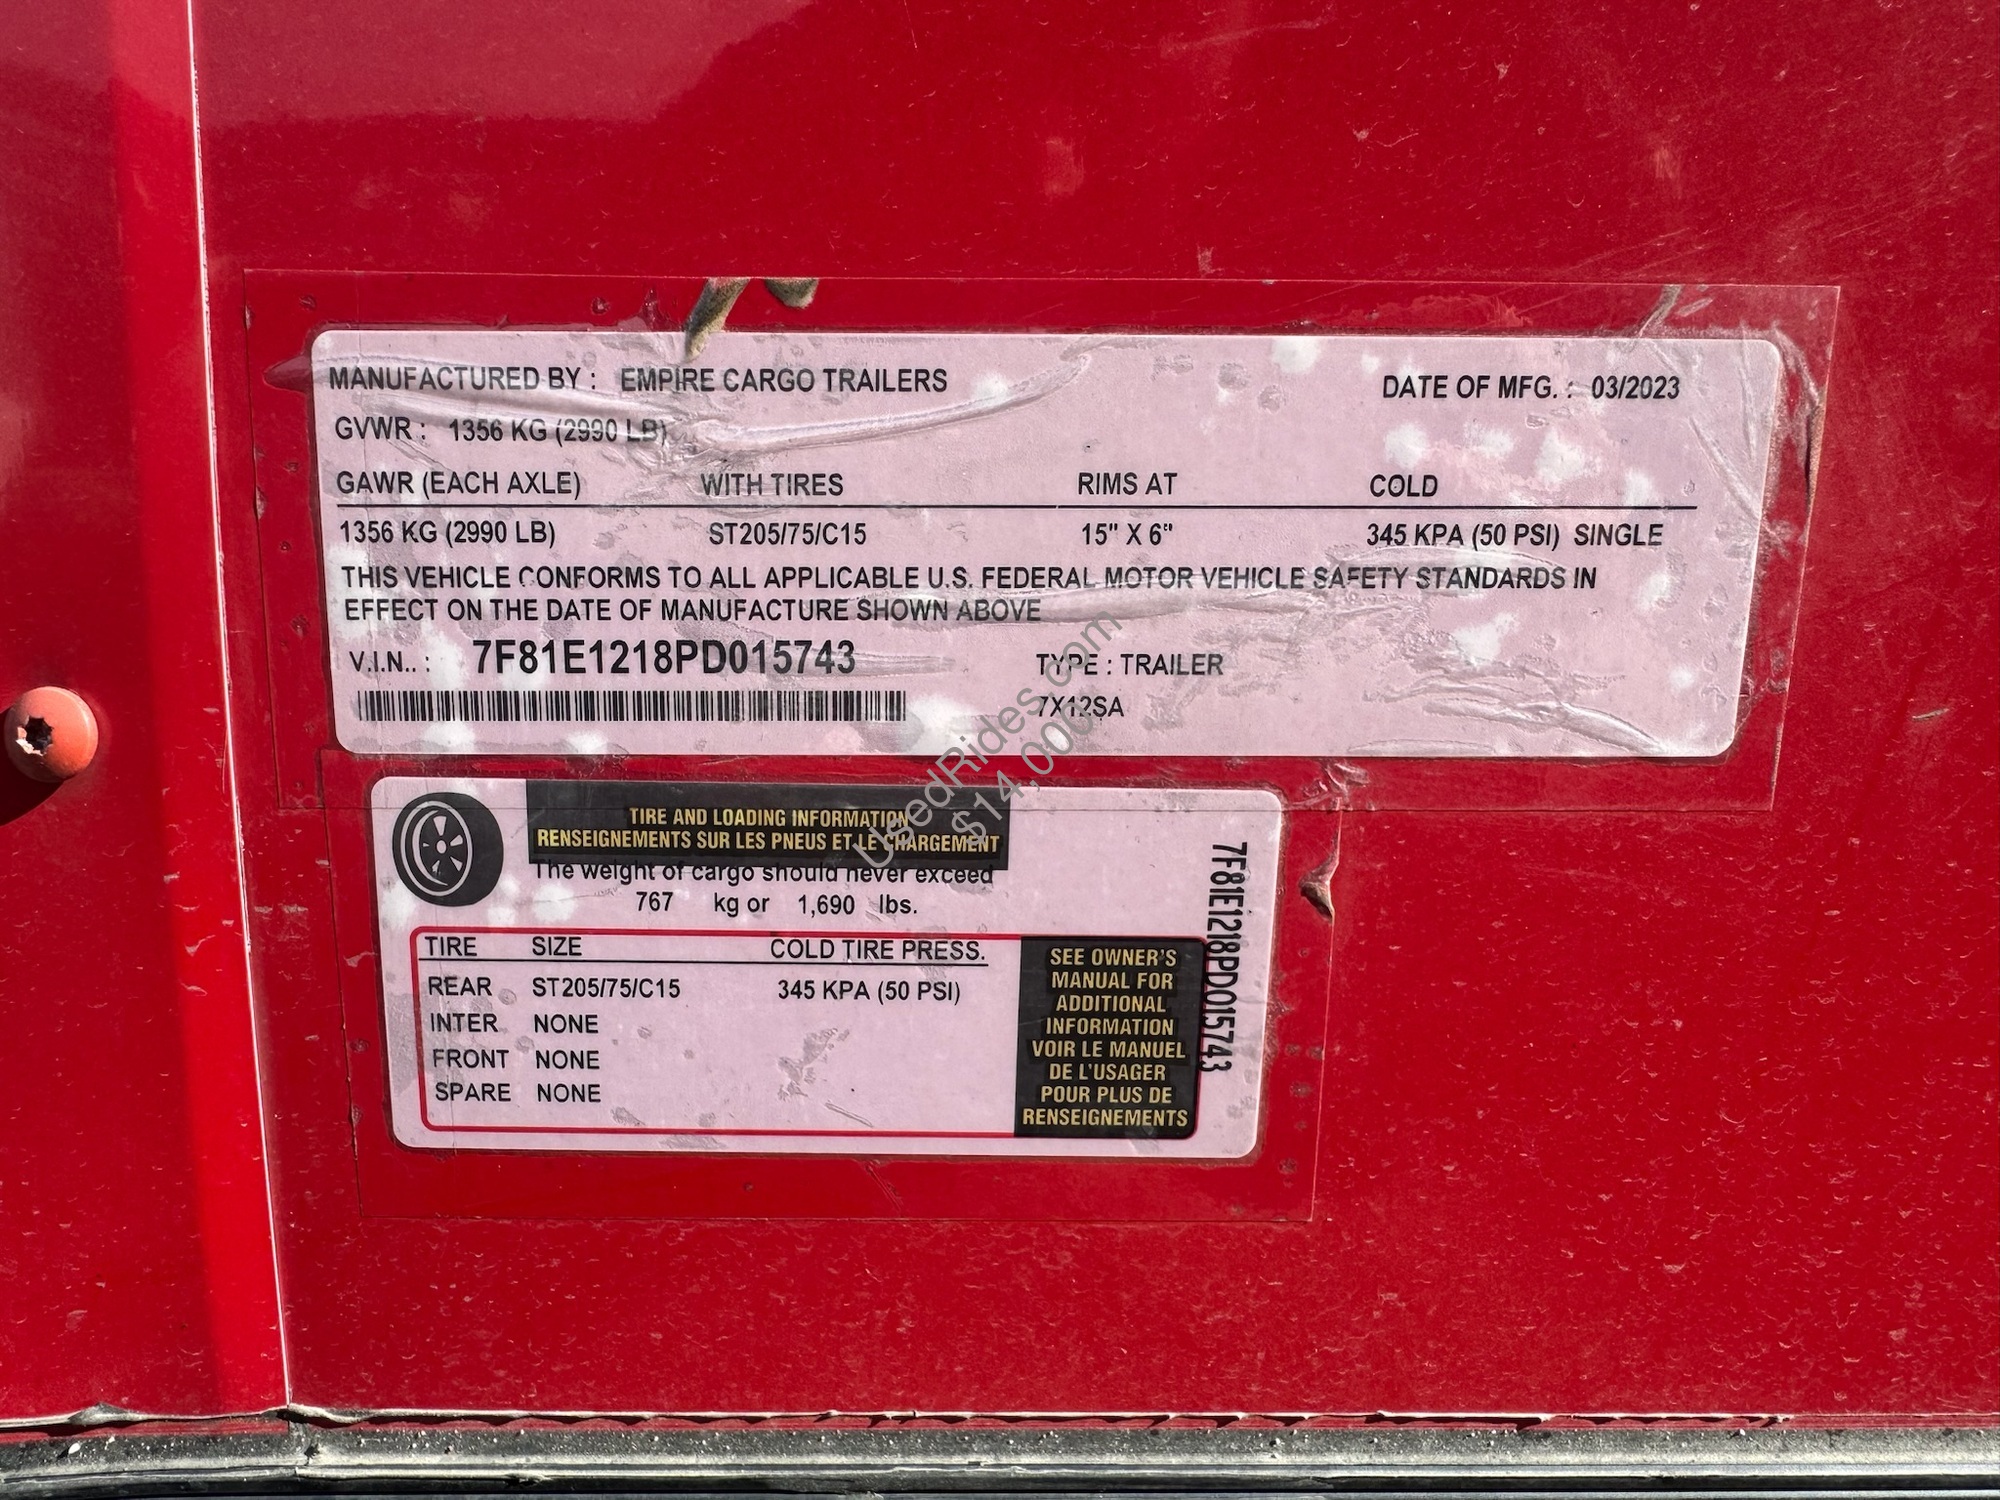 MANUFACTURED BY : EMPIRE CARGO TRAILERS DATE OF MFG. : 03/2023
GVWR : 1356 KG (2990 LB)
GAWR (EACH AXLE) WITH TIRES RIMS AT COLD
1356 KG (2990 LB) ST205/75/C15 15" X 6" 345 KPA (50 PSI) SINGLE
THIS VEHICLE CONFORMS TO ALL APPLICABLE U.S. FEDERAL MOTOR VEHICLE SAFETY STANDARDS IN
EFFECT ON THE DATE OF MANUFACTURE SHOWN ABOVE
V.I.N.. : 7F81E1218PD015743 TYPE : TRAILER
7X12SA
UsedRides.com
$14,000
TIRE AND LOADING INFORMATION
RENSEIGNEMENTS SUR LES PNEUS ET LE CHARGEMENT
The weight of cargo should never exceed
767 kg or 1,690 lbs.
TIRE SIZE COLD TIRE PRESS.
REAR ST205/75/C15 345 KPA (50 PSI)
INTER NONE
FRONT NONE
SPARE NONE
SEE OWNER'S
MANUAL FOR
ADDITIONAL
INFORMATION
VOIR LE MANUEL
DE L'USAGER
POUR PLUS DE
RENSEIGNEMENTS
7F81E1218PD015743